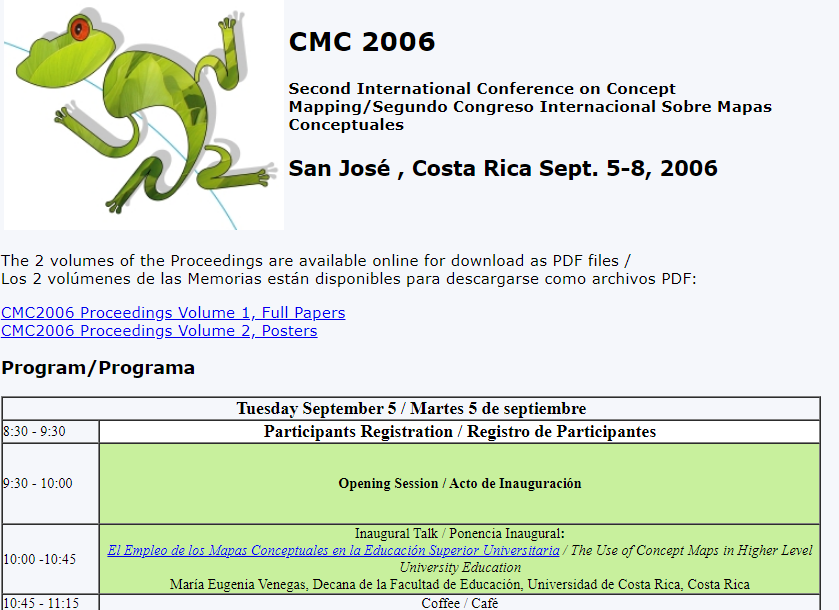 CMC 2006
Second International Conference on Concept
Mapping/Segundo Congreso Internacional Sobre Mapas
Conceptuales
San José , Costa Rica Sept. 5-8, 2006
The 2 volumes of the Proceedings are available online for download as PDF files /
Los 2 volúmenes de las Memorias están disponibles para descargarse como archivos PDF:
CMC2006 Proceedings Volume 1, Full Papers
CMC2006 Proceedings Volume 2, Posters
Program/Programa
Tuesday September 5 / Martes 5 de septiembre
8:30 - 9:30 Participants Registration / Registro de Participantes
9:30 - 10:00 Opening Session / Acto de Inauguración
10:00 -10:45 Inaugural Talk / Ponencia Inaugural:
El Empleo de los Mapas Conceptuales en la Educación Superior Universitaria / The Use of Concept Maps in Higher Level
University Education
María Eugenia Venegas, Decana de la Facultad de Educación, Universidad de Costa Rica, Costa Rica
10:45 - 11:15 Coffee / Café